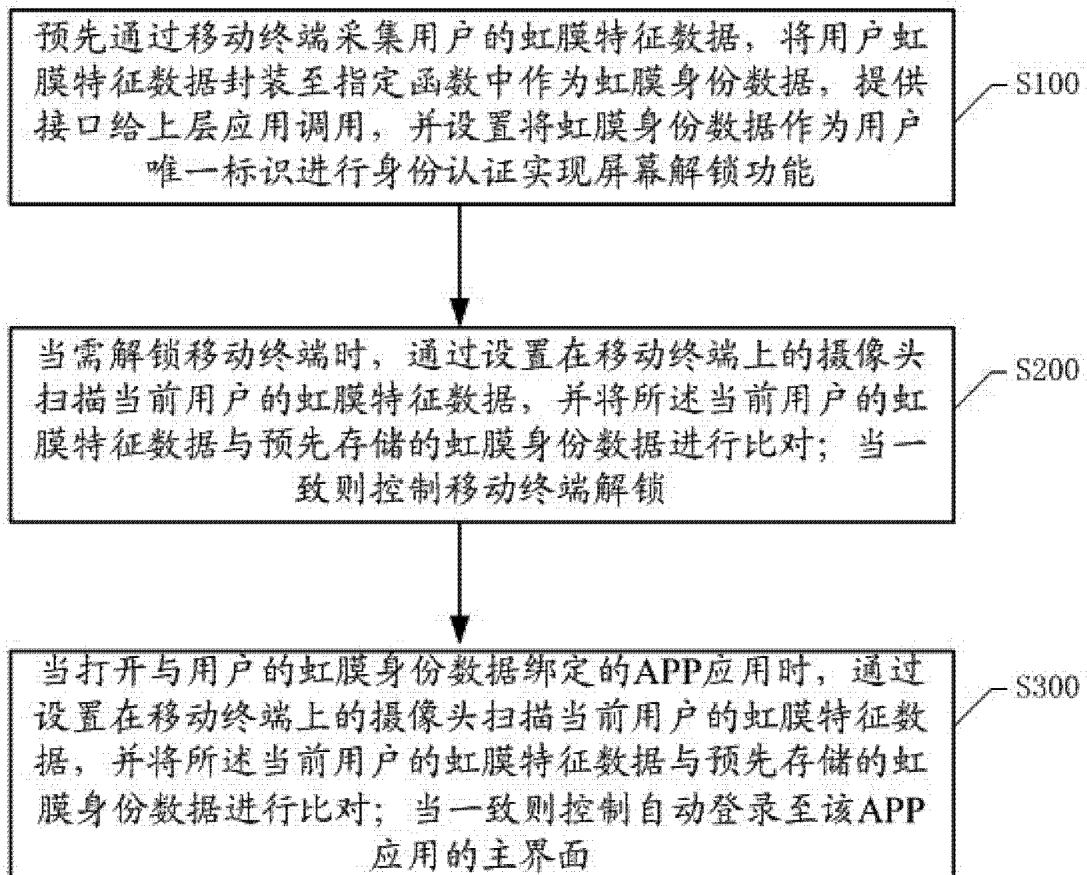 预先通过移动终端采集用户的虹膜特征数据，将用户虹
膜特征数据封装至指定函数中作为虹膜身份数据，提供
接口给上层应用调用，并设置将虹膜身份数据作为用户
唯一标识进行身份认证实现屏幕解锁功能
S100
当需解锁移动终端时，通过设置在移动终端上的摄像头
扫描当前用户的虹膜特征数据，并将所述当前用户的虹
膜特征数据与预先存储的虹膜身份数据进行比对；当一
致则控制移动终端解锁
S200
当打开与用户的虹膜身份数据绑定的APP应用时，通过
设置在移动终端上的摄像头扫描当前用户的虹膜特征数
据，并将所述当前用户的虹膜特征数据与预先存储的虹
膜身份数据进行比对；当一致则控制自动登录至该APP
应用的主界面
S300